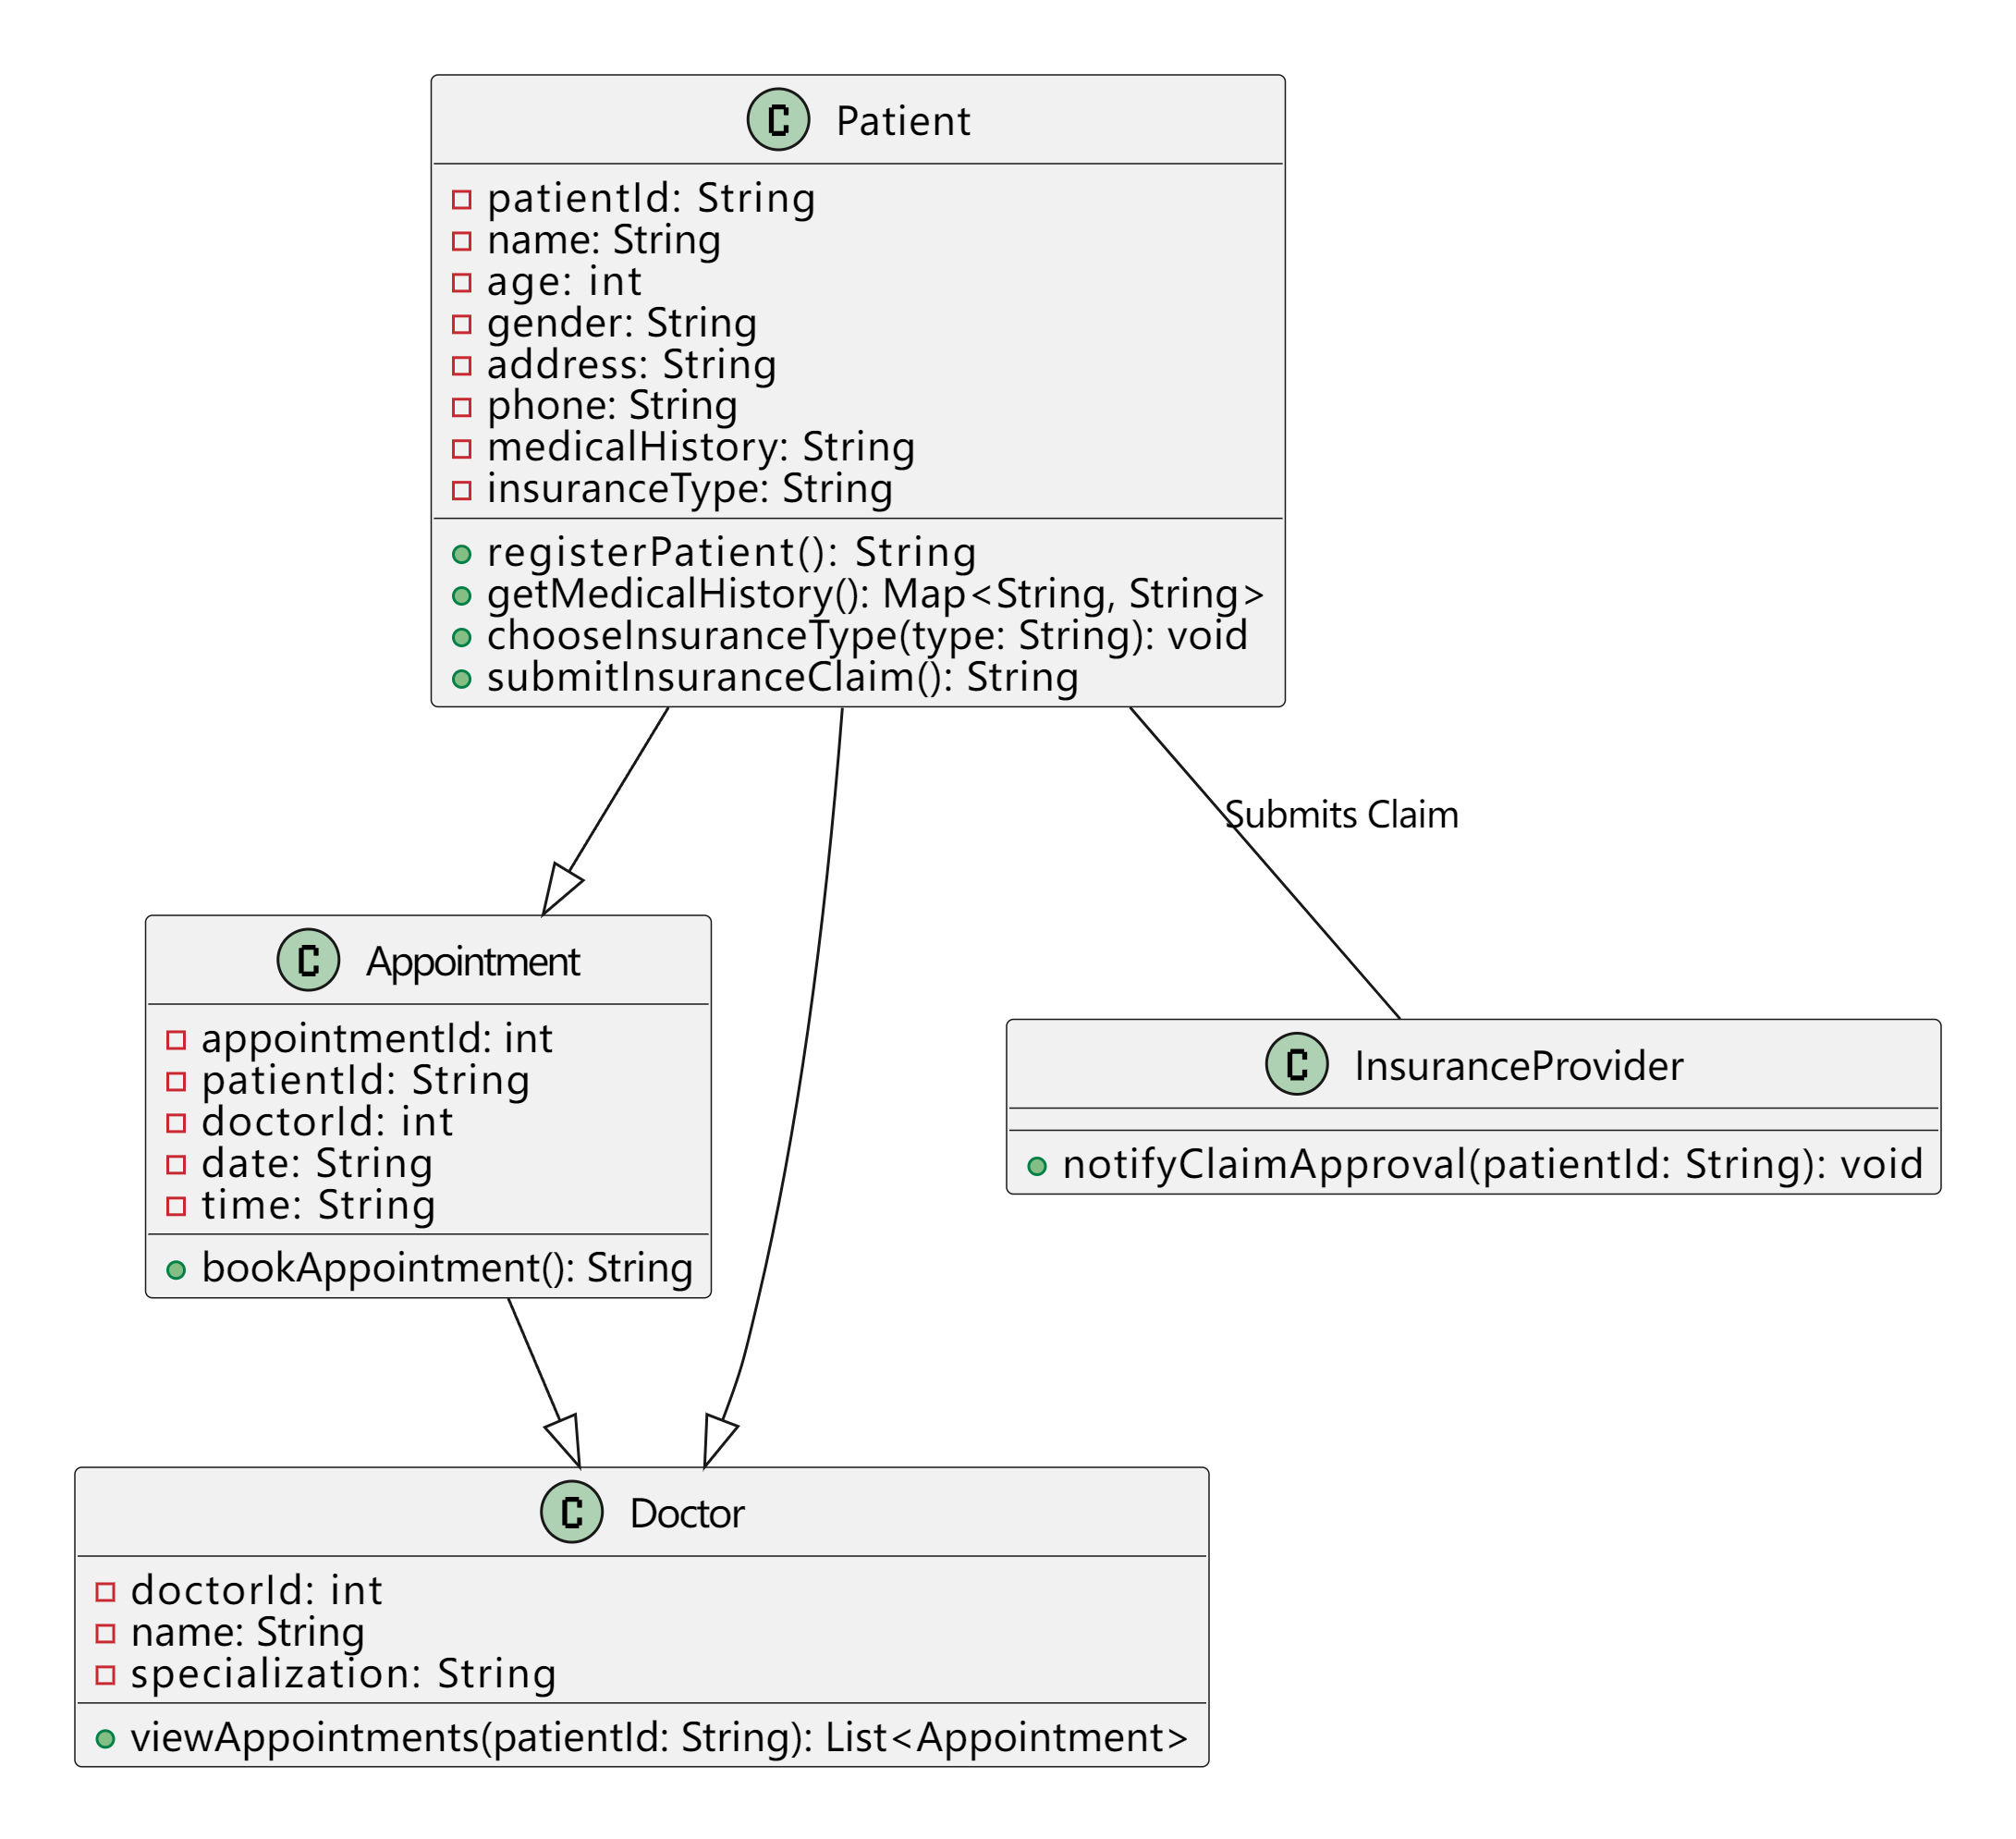 C Patient
patientId: String
name: String
age: int
gender: String
address: String
phone: String
medicalHistory: String
insuranceType: String
registerPatient(): String
getMedicalHistory(): Map<String, String>
chooseInsuranceType(type: String): void
submitInsuranceClaim(): String
Submits Claim
C Appointment
appointmentId: int
patientId: String
doctorId: int
date: String
time: String
bookAppointment(): String
C InsuranceProvider
notifyClaimApproval(patientId: String): void
C Doctor
doctorId: int
name: String
specialization: String
viewAppointments(patientId: String): List<Appointment>